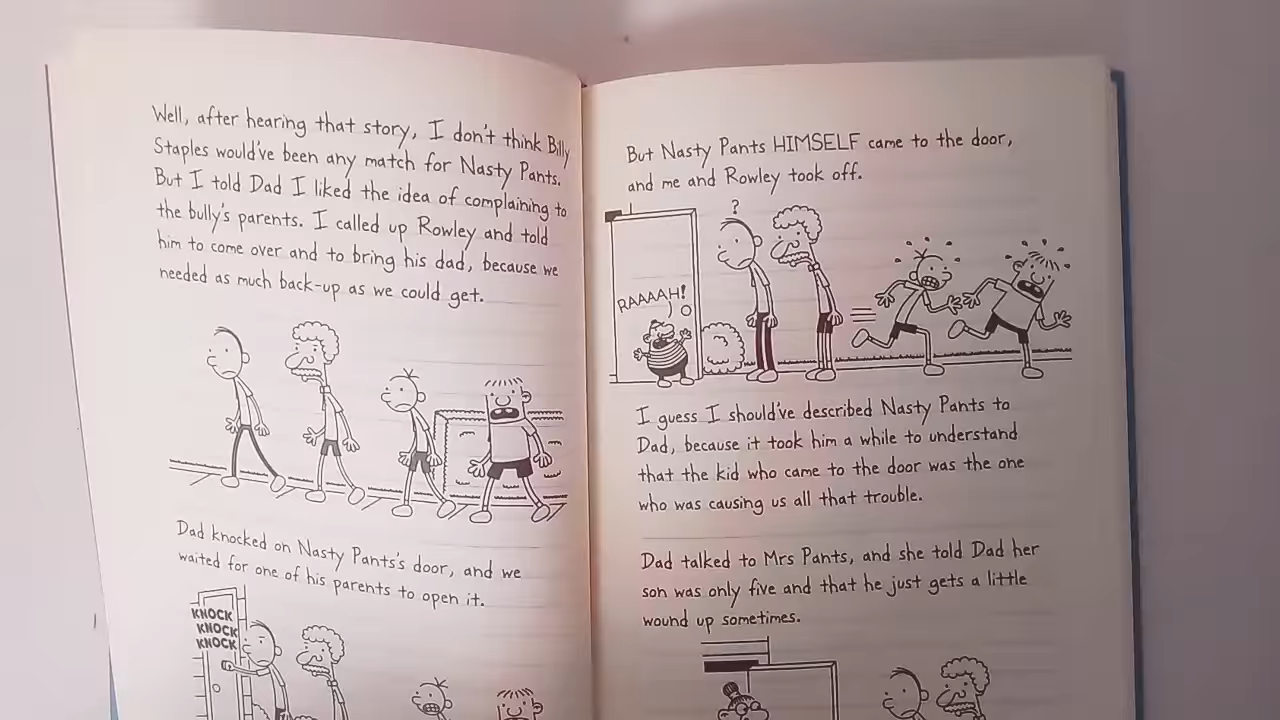 Well, after hearing that story, I don't think Billy
Staples would've been any match for Nasty Pants.
But I told Dad I liked the idea of complaining to
the bully's parents. I called up Rowley and told
him to come over and to bring his dad, because we
needed as much back-up as we could get.
Dad knocked on Nasty Pants's door, and we
waited for one of his parents to open it.
KNOCK
KNOCK
KNOCK
But Nasty Pants HIMSELF came to the door,
and me and Rowley took off.
?
RAAAAH!
I guess I should've described Nasty Pants to
Dad, because it took him a while to understand
that the kid who came to the door was the one
who was causing us all that trouble.
Dad talked to Mrs Pants, and she told Dad her
son was only five and that he just gets a little
wound up sometimes.